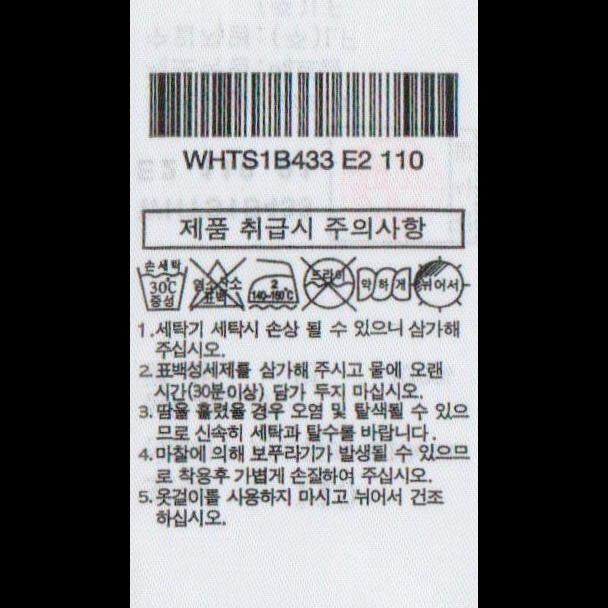 WHTS1B433 E2 110
제품 취급시 주의사항
손세탁 30℃ 중성
염소산소 표백
2 140~160℃
드라이
약하게
뉘어서
1.세탁기 세탁시 손상 될 수 있으니 삼가해
주십시오.
2.표백성세제를 삼가해 주시고 물에 오랜
시간(30분이상) 담가 두지 마십시오.
3.땀을 흘렸을 경우 오염 및 탈색될 수 있으
므로 신속히 세탁과 탈수를 바랍니다.
4.마찰에 의해 보푸라기가 발생될 수 있으므
로 착용후 가볍게 손질하여 주십시오.
5.옷걸이를 사용하지 마시고 뉘어서 건조
하십시오.